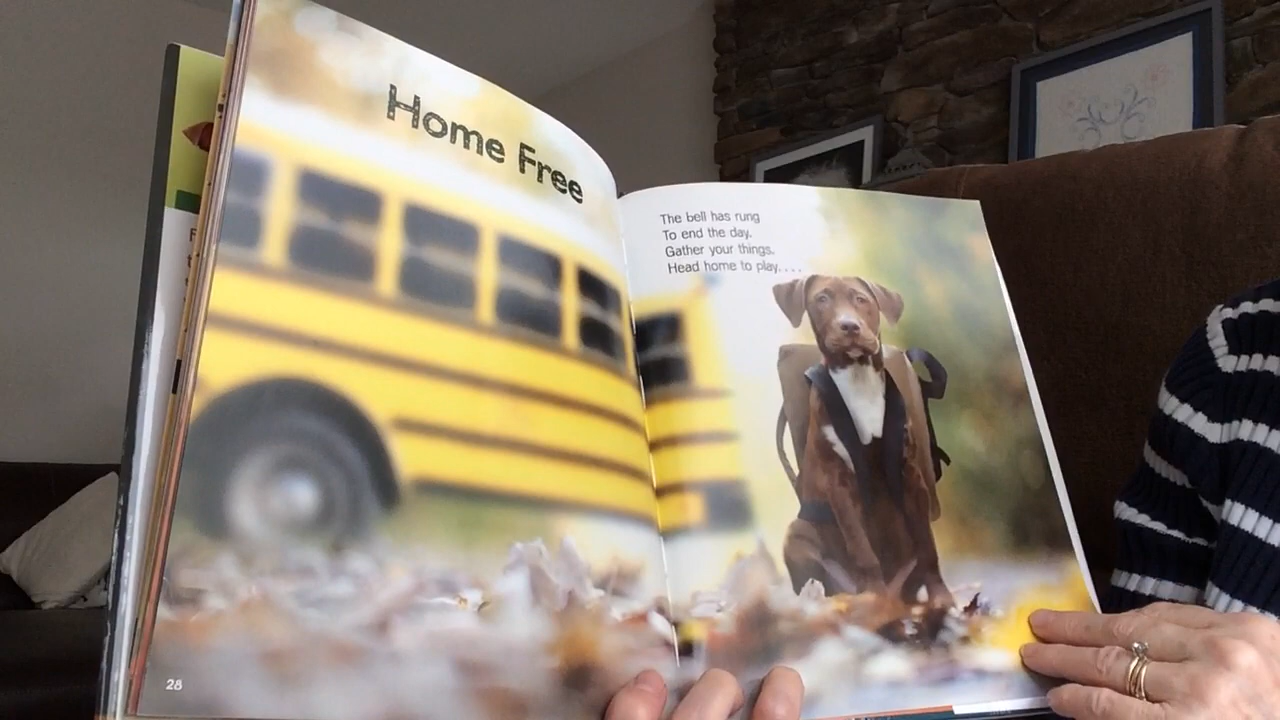 Home Free
The bell has rung
To end the day.
Gather your things.
Head home to play....
28